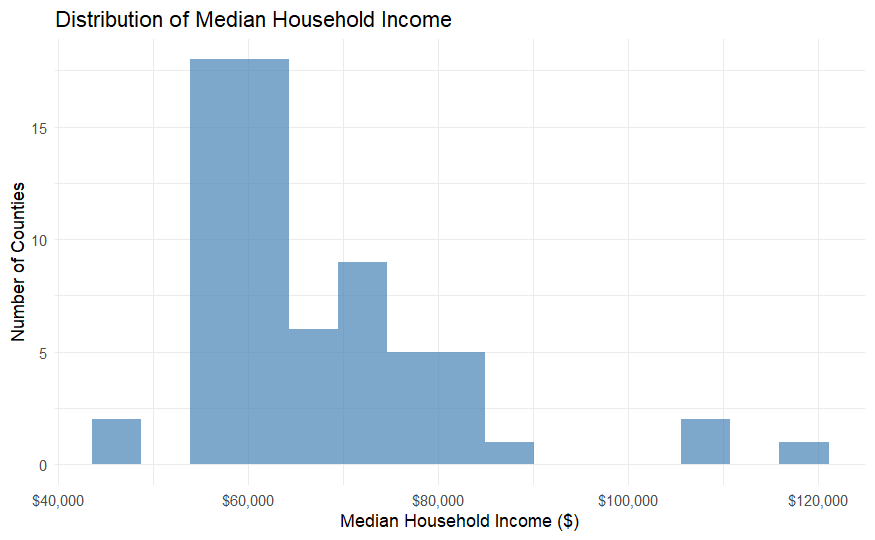 Distribution of Median Household Income
Number of Counties
15
10
5
0
$40,000 $60,000 $80,000 $100,000 $120,000
Median Household Income ($)